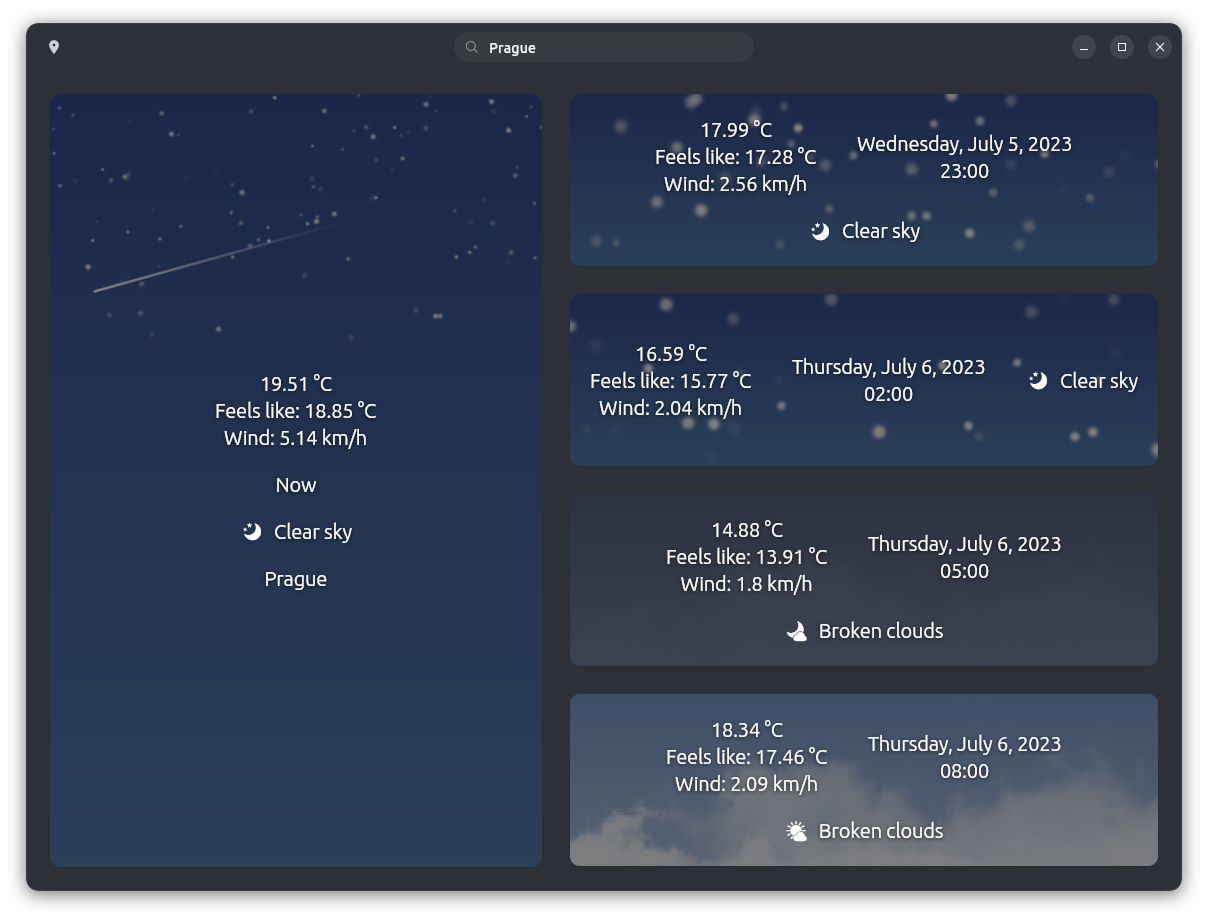 Prague
19.51 °C
Feels like: 18.85 °C
Wind: 5.14 km/h
Now
Clear sky
Prague
17.99 °C
Feels like: 17.28 °C
Wind: 2.56 km/h
Wednesday, July 5, 2023
23:00
Clear sky
16.59 °C
Feels like: 15.77 °C
Wind: 2.04 km/h
Thursday, July 6, 2023
02:00
Clear sky
14.88 °C
Feels like: 13.91 °C
Wind: 1.8 km/h
Thursday, July 6, 2023
05:00
Broken clouds
18.34 °C
Feels like: 17.46 °C
Wind: 2.09 km/h
Thursday, July 6, 2023
08:00
Broken clouds